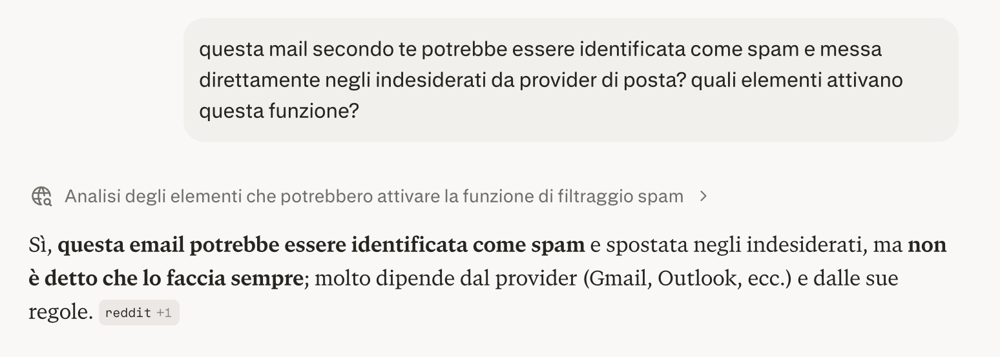 questa mail secondo te potrebbe essere identificata come spam e messa
direttamente negli indesiderati da provider di posta? quali elementi attivano
questa funzione?
Analisi degli elementi che potrebbero attivare la funzione di filtraggio spam
Sì, questa email potrebbe essere identificata come spam e spostata negli indesiderati, ma non
è detto che lo faccia sempre; molto dipende dal provider (Gmail, Outlook, ecc.) e dalle sue
regole. reddit +1